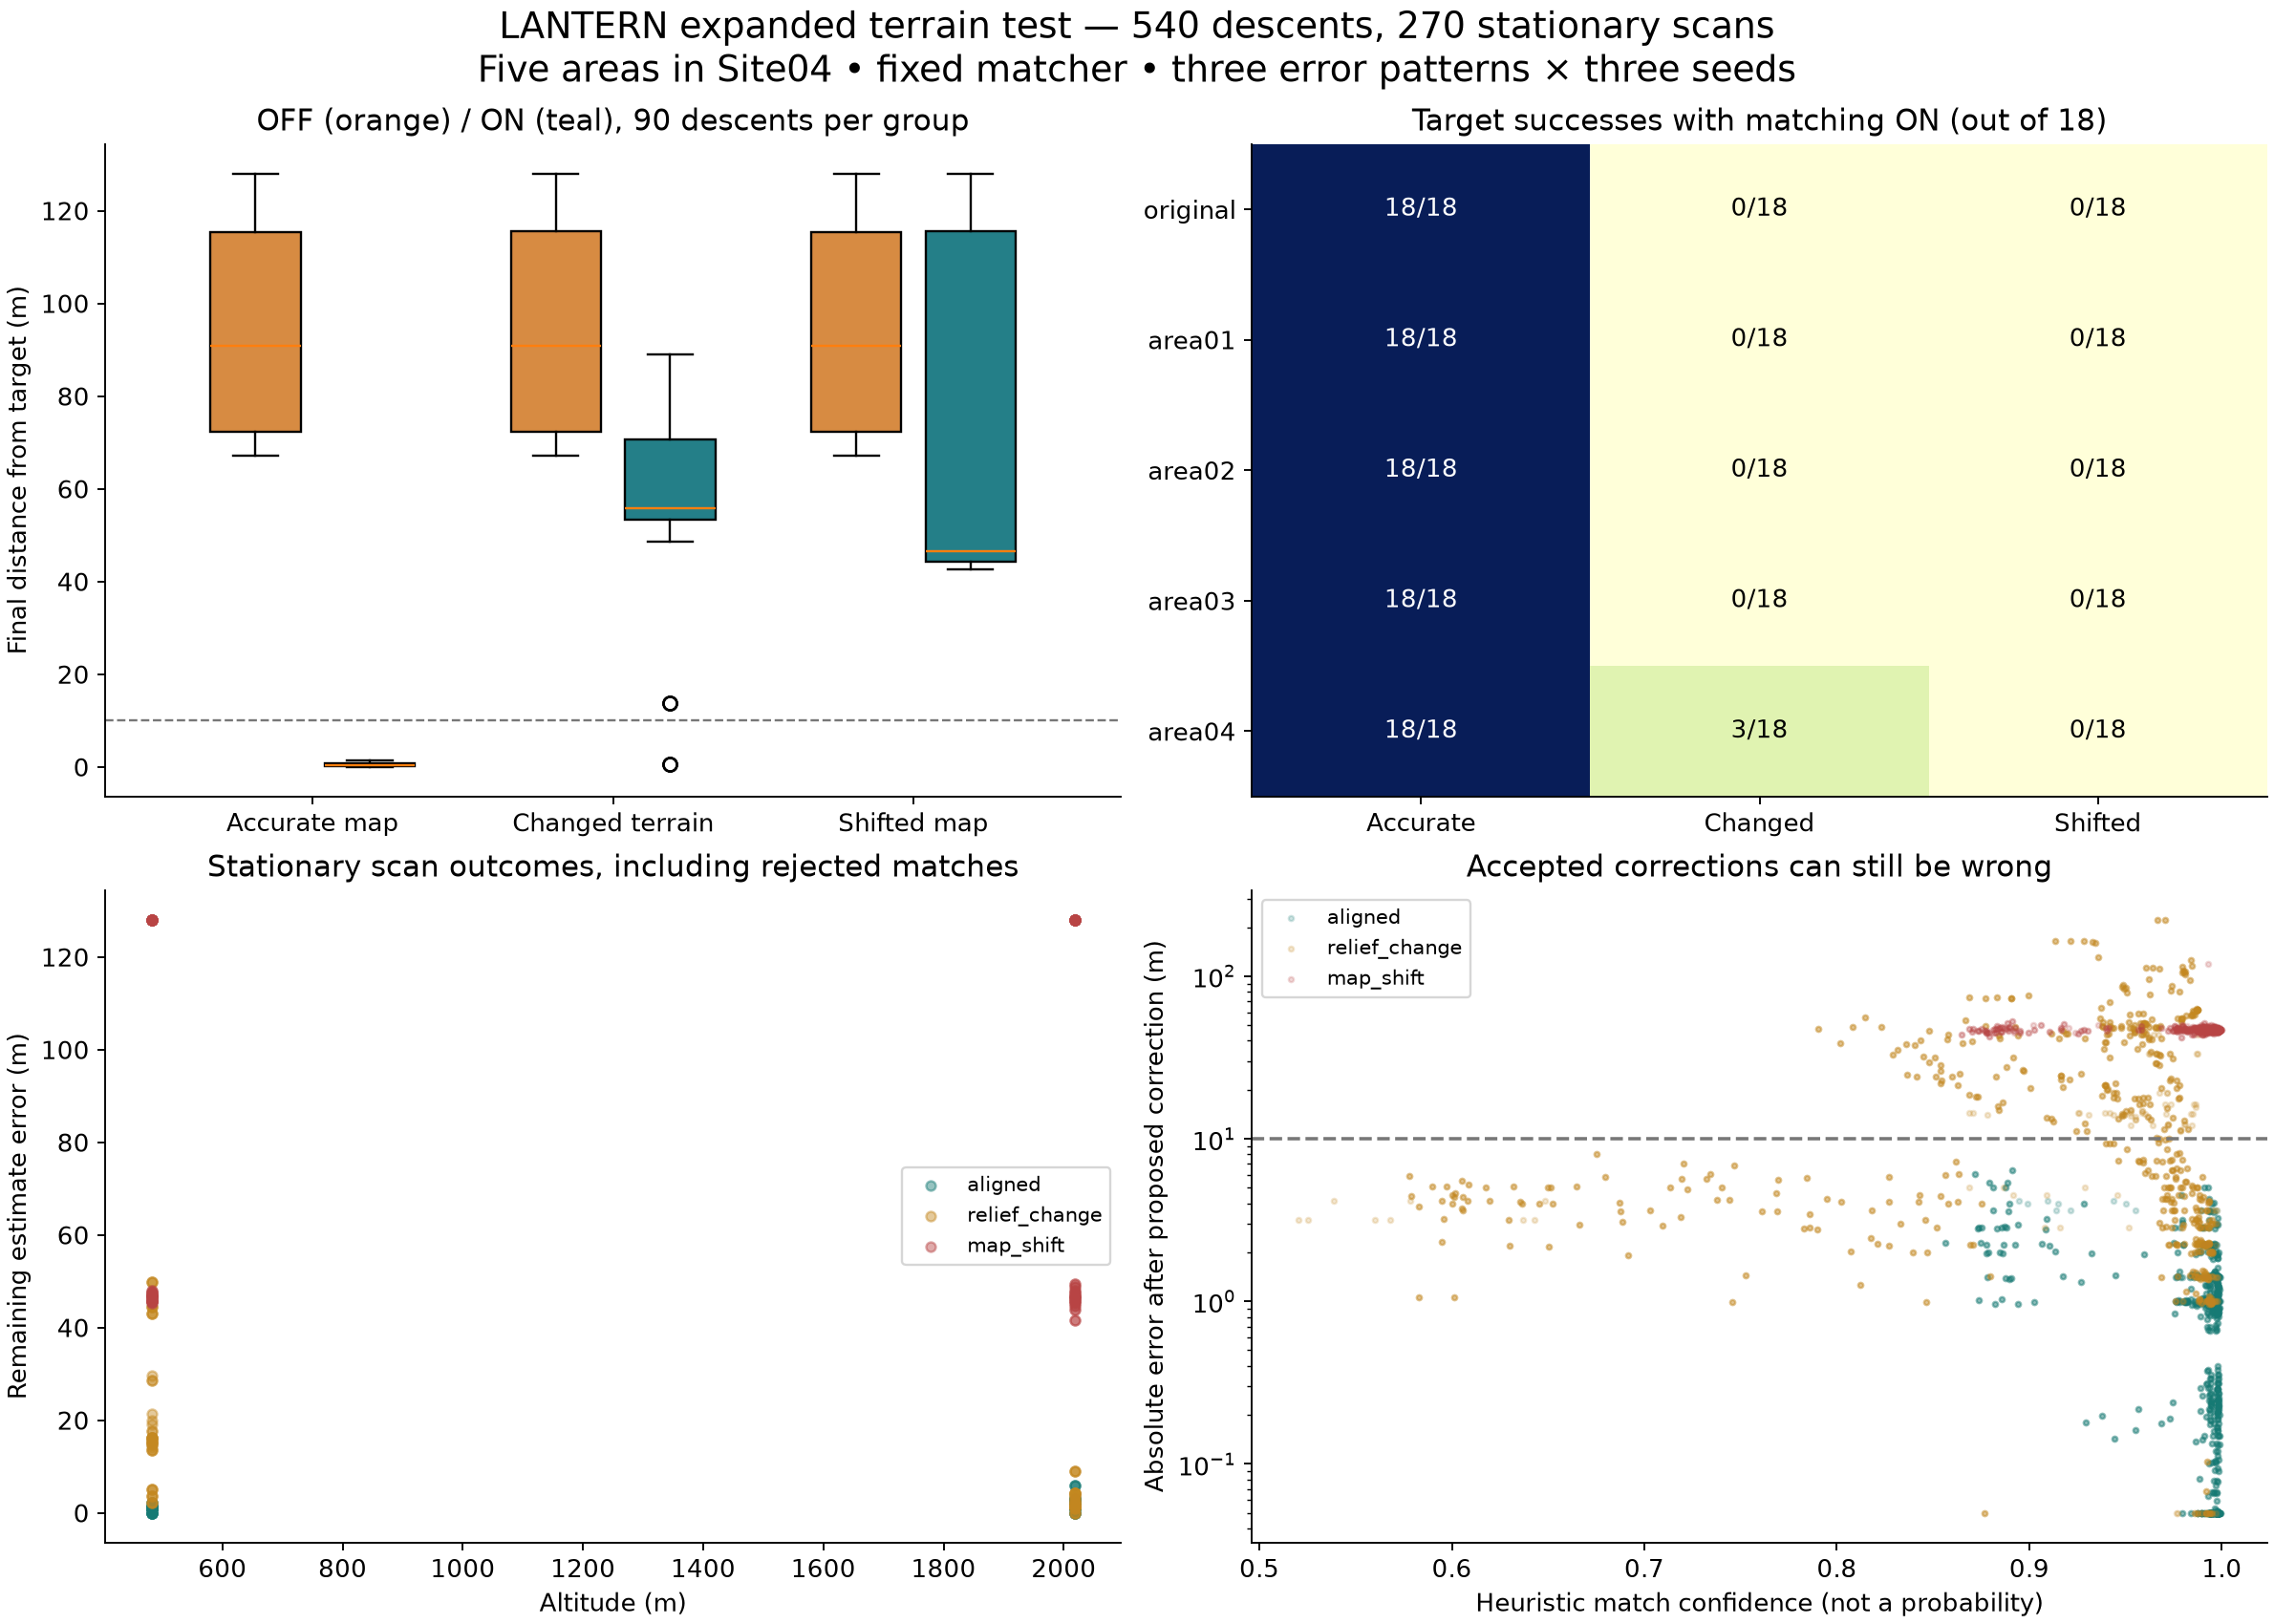 LANTERN expanded terrain test — 540 descents, 270 stationary scans
Five areas in Site04 • fixed matcher • three error patterns × three seeds
OFF (orange) / ON (teal), 90 descents per group
Final distance from target (m)
120
100
80
60
40
20
0
Accurate map
Changed terrain
Shifted map
Target successes with matching ON (out of 18)
original
18/18
0/18
0/18
area01
18/18
0/18
0/18
area02
18/18
0/18
0/18
area03
18/18
0/18
0/18
area04
18/18
3/18
0/18
Accurate
Changed
Shifted
Stationary scan outcomes, including rejected matches
Remaining estimate error (m)
120
100
80
60
40
20
0
aligned
relief_change
map_shift
600
800
1000
1200
1400
1600
1800
2000
Altitude (m)
Accepted corrections can still be wrong
Absolute error after proposed correction (m)
aligned
relief_change
map_shift
10²
10¹
10⁰
10⁻¹
0.5
0.6
0.7
0.8
0.9
1.0
Heuristic match confidence (not a probability)